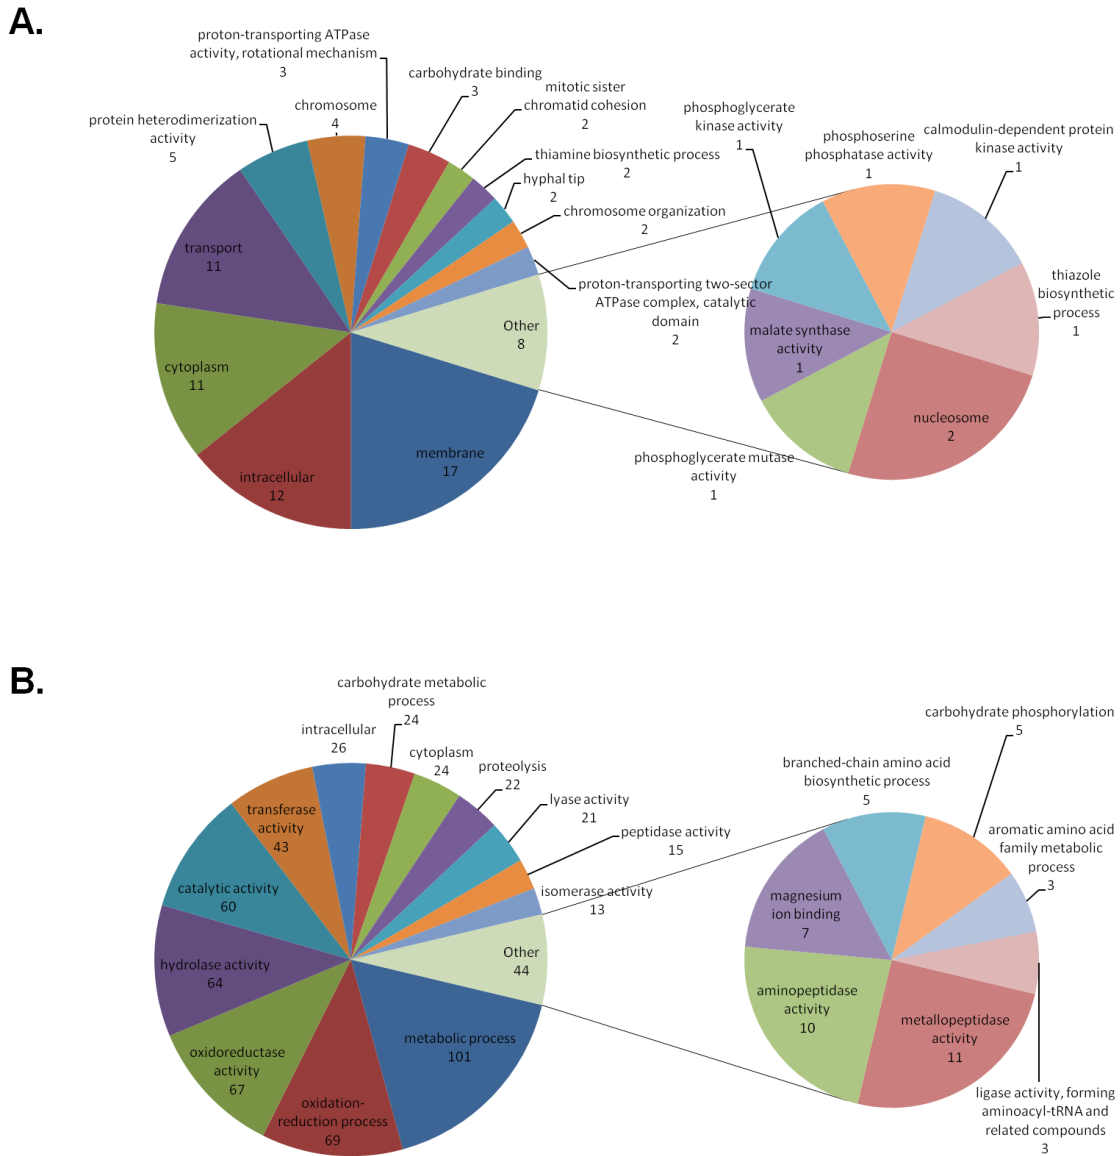 A.
proton-transporting ATPase
activity, rotational mechanism
3
carbohydrate binding
3
mitotic sister
chromatid cohesion
2
chromosome
4
protein heterodimerization
activity
5
thiamine biosynthetic process
2
hyphal tip
2
chromosome organization
2
proton-transporting two-sector
ATPase complex, catalytic
domain
2
transport
11
cytoplasm
11
intracellular
12
membrane
17
Other
8
phosphoglycerate
kinase activity
1
phosphoserine
phosphatase activity
1
calmodulin-dependent protein
kinase activity
1
thiazole
biosynthetic
process
1
malate synthase
activity
1
nucleosome
2
phosphoglycerate mutase
activity
1
B.
carbohydrate metabolic
process
24
intracellular
26
cytoplasm
24
proteolysis
22
lyase activity
21
peptidase activity
15
isomerase activity
13
transferase
activity
43
catalytic activity
60
hydrolase activity
64
oxidoreductase
activity
67
oxidation-
reduction process
69
metabolic process
101
Other
44
carbohydrate phosphorylation
5
branched-chain amino acid
biosynthetic process
5
aromatic amino acid
family metabolic
process
3
magnesium
ion binding
7
aminopeptidase
activity
10
metallopeptidase
activity
11
ligase activity, forming
aminoacyl-tRNA and
related compounds
3